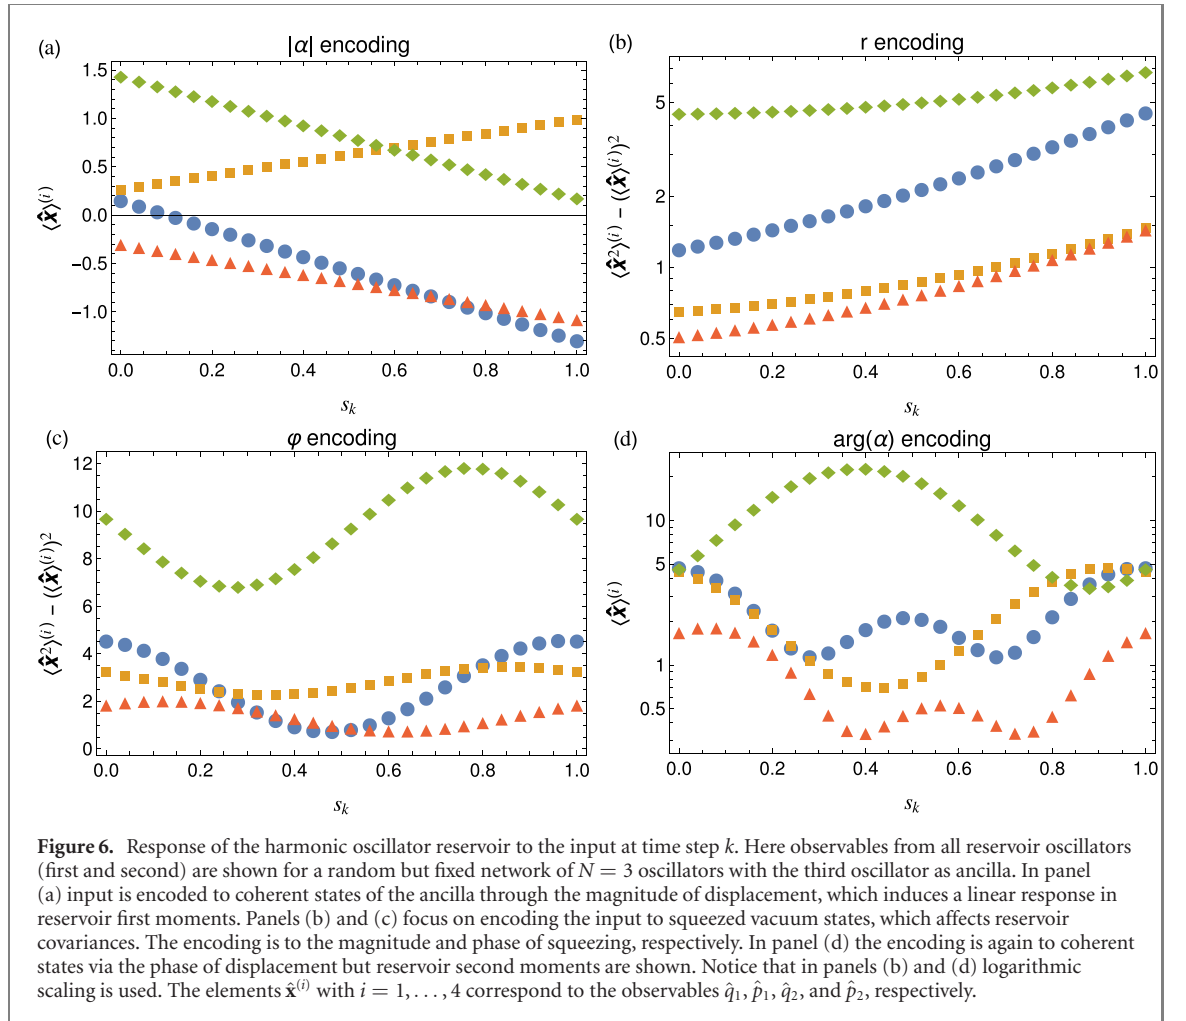 (a)
|α| encoding
1.5
1.0
0.5
0.0
−0.5
−1.0
⟨x̂⟩⁽ⁱ⁾
0.0 0.2 0.4 0.6 0.8 1.0
sₖ
(b)
r encoding
5
2
1
0.5
⟨x̂²⟩⁽ⁱ⁾ − (⟨x̂⟩⁽ⁱ⁾)²
0.0 0.2 0.4 0.6 0.8 1.0
sₖ
(c)
φ encoding
12
10
8
6
4
2
0
⟨x̂²⟩⁽ⁱ⁾ − (⟨x̂⟩⁽ⁱ⁾)²
0.0 0.2 0.4 0.6 0.8 1.0
sₖ
(d)
arg(α) encoding
10
5
1
0.5
⟨x̂⟩⁽ⁱ⁾
0.0 0.2 0.4 0.6 0.8 1.0
sₖ
Figure 6. Response of the harmonic oscillator reservoir to the input at time step k. Here observables from all reservoir oscillators
(first and second) are shown for a random but fixed network of N = 3 oscillators with the third oscillator as ancilla. In panel
(a) input is encoded to coherent states of the ancilla through the magnitude of displacement, which induces a linear response in
reservoir first moments. Panels (b) and (c) focus on encoding the input to squeezed vacuum states, which affects reservoir
covariances. The encoding is to the magnitude and phase of squeezing, respectively. In panel (d) the encoding is again to coherent
states via the phase of displacement but reservoir second moments are shown. Notice that in panels (b) and (d) logarithmic
scaling is used. The elements x̂⁽ⁱ⁾ with i = 1, . . . , 4 correspond to the observables q̂₁, p̂₁, q̂₂, and p̂₂, respectively.